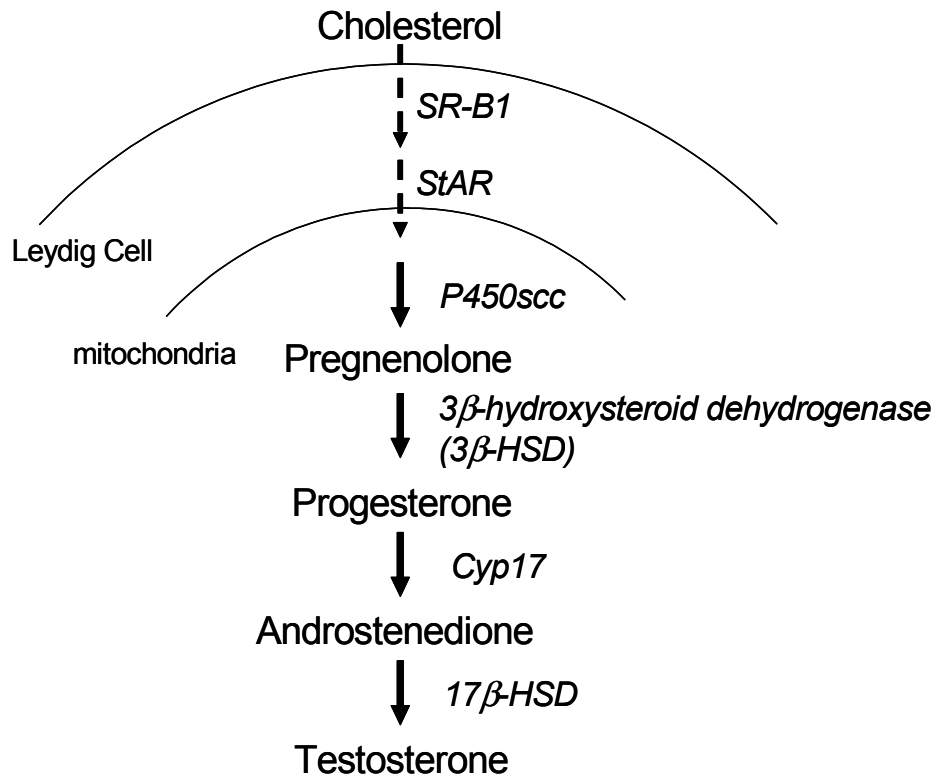 Cholesterol
SR-B1
StAR
Leydig Cell
P450scc
mitochondria
Pregnenolone
3β-hydroxysteroid dehydrogenase
(3β-HSD)
Progesterone
Cyp17
Androstenedione
17β-HSD
Testosterone